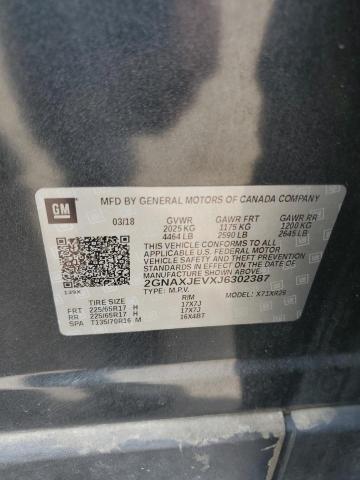 GM
MFD BY GENERAL MOTORS OF CANADA COMPANY
03/18 GVWR GAWR FRT GAWR RR
2025 KG 1175 KG 1200 KG
4464 LB 2590 LB 2645 LB
THIS VEHICLE CONFORMS TO ALL
APPLICABLE U.S. FEDERAL MOTOR
VEHICLE SAFETY AND THEFT
PREVENTION STANDARDS IN EFFECT
ON THE DATE OF
MANUFACTURE SHOWN ABOVE.
2GNAXJEVXJ6302387
TYPE: M.P.V. MODEL: X71XR26
139X
TIRE SIZE RIM
FRT 225/65R17 H 17X7J
RR 225/65R17 H 17X7J
SPA T135/70R16 M 16X4BT